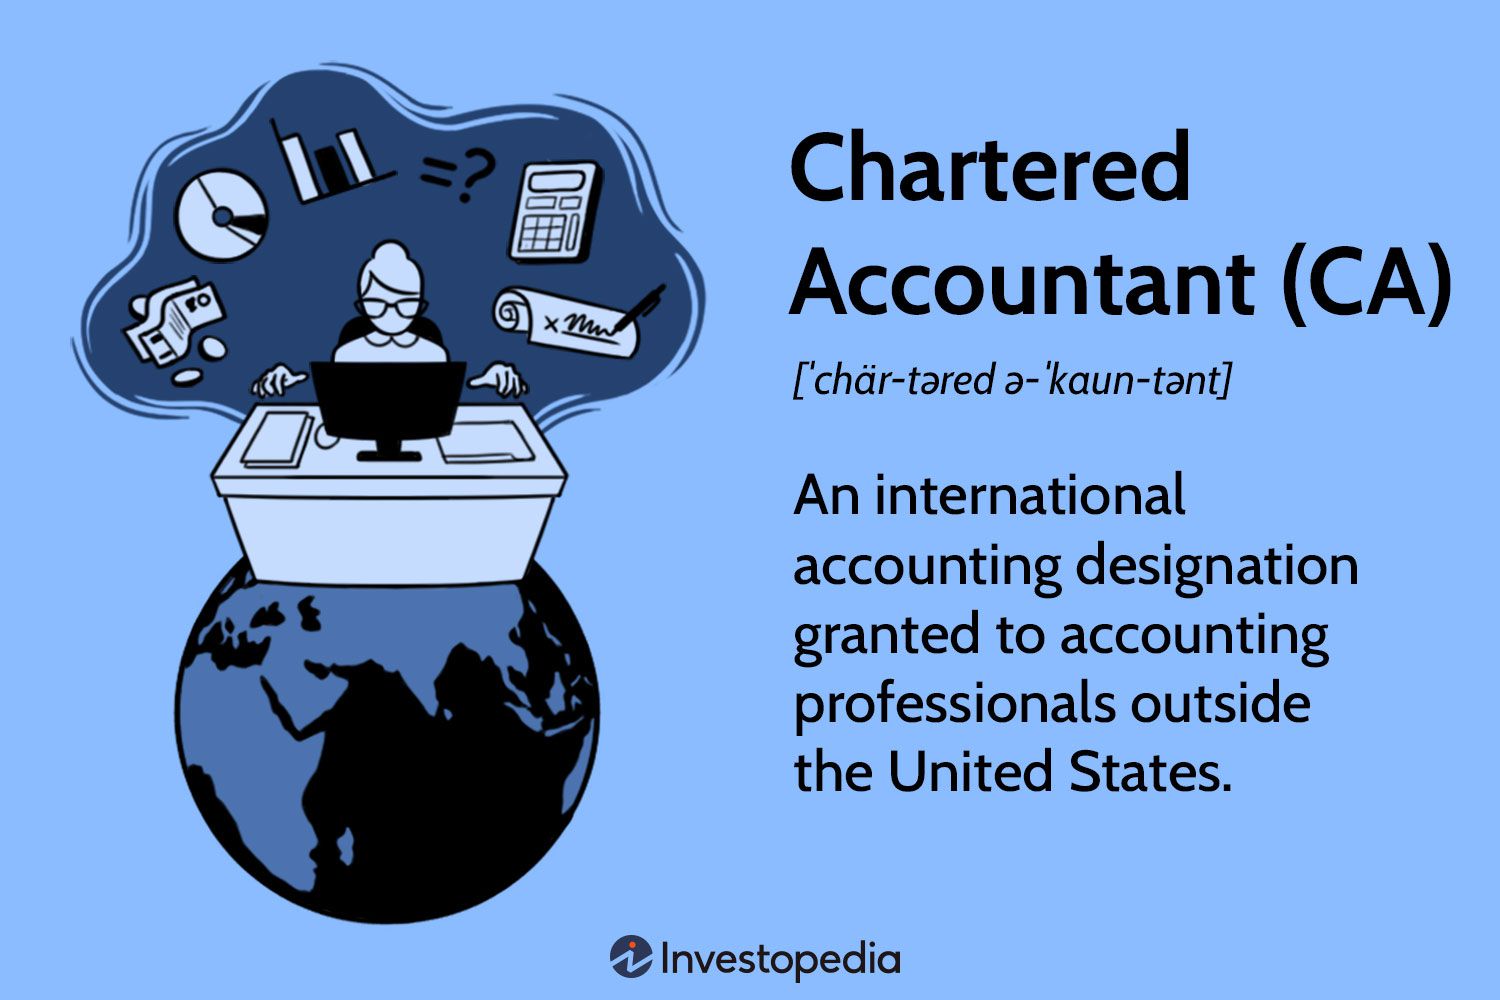 Chartered
Accountant (CA)
[ˈchär-təred ə-ˈkaun-tənt]
An international
accounting designation
granted to accounting
professionals outside
the United States.
=?
80
x
Investopedia